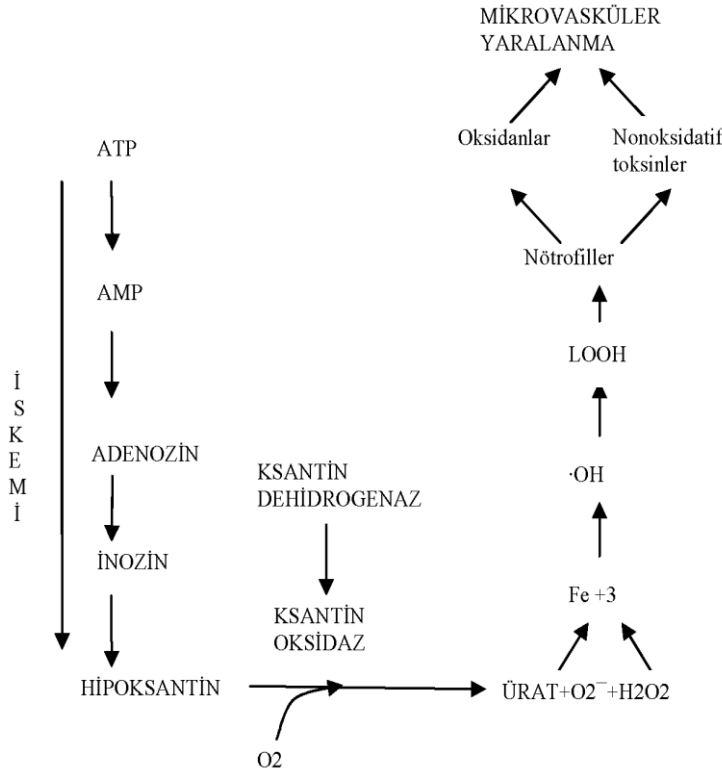 MİKROVASKÜLER
YARALANMA
Oksidanlar
Nonoksidatif
toksinler
Nötrofiller
LOOH
·OH
Fe +3
ATP
AMP
ADENOZİN
İNOZİN
HİPOKSANTİN
İ
S
K
E
M
İ
KSANTİN
DEHİDROGENAZ
KSANTİN
OKSİDAZ
O2
ÜRAT+O2¯+H2O2